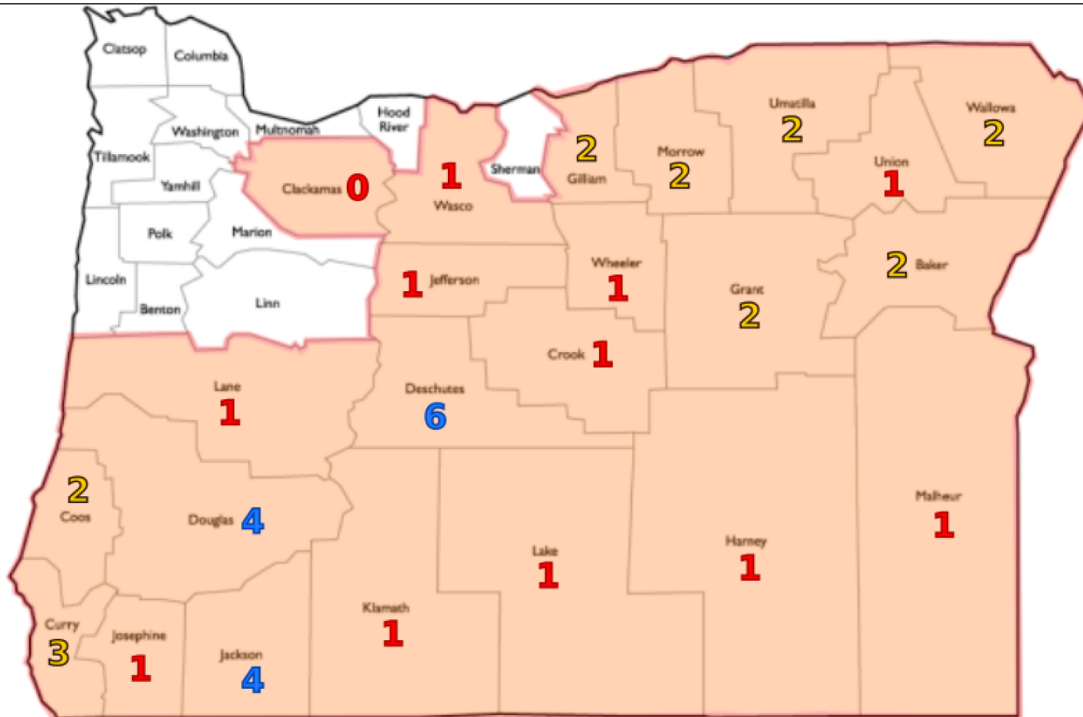 Clatsop
Columbia
Hood
River
Washington
Multnomah
Tillamook
Yamhill
Clackamas 0
1
Wasco
Sherman
2
Gilliam
Morrow
2
Umatilla
2
Union
1
Wallowa
2
Polk
Marion
Lincoln
Benton
Linn
1 Jefferson
Wheeler
1
Grant
2
2 Baker
Crook 1
Lane
1
Deschutes
6
2
Coos
Douglas 4
Lake
1
Harney
1
Malheur
1
Curry
3
Josephine
1
Jackson
4
Klamath
1